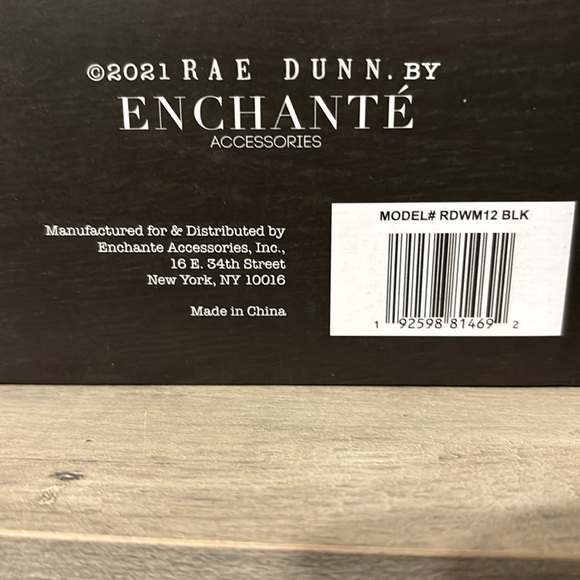 ©2021 RAE DUNN. BY
ENCHANTÉ
ACCESSORIES
Manufactured for & Distributed by
Enchante Accessories, Inc.,
16 E. 34th Street
New York, NY 10016
Made in China
MODEL# RDWM12 BLK
1 92598 81469 2